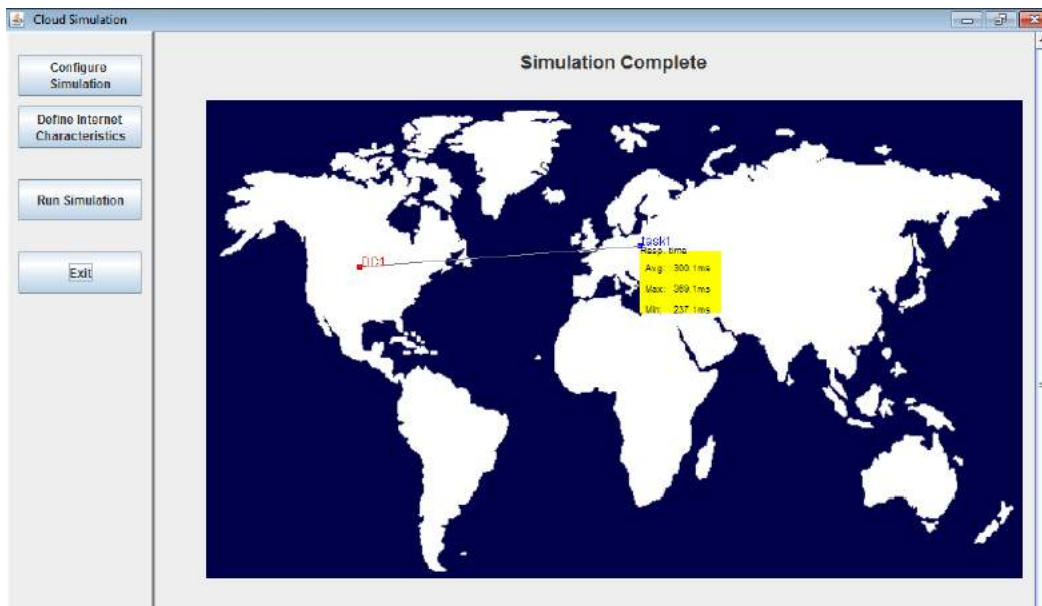 Cloud Simulation
Configure
Simulation
Define Internet
Characteristics
Run Simulation
Exit
Simulation Complete
DC1
task1
Resp. time
Avg: 300.1ms
Max: 369.1ms
Min: 237.1ms